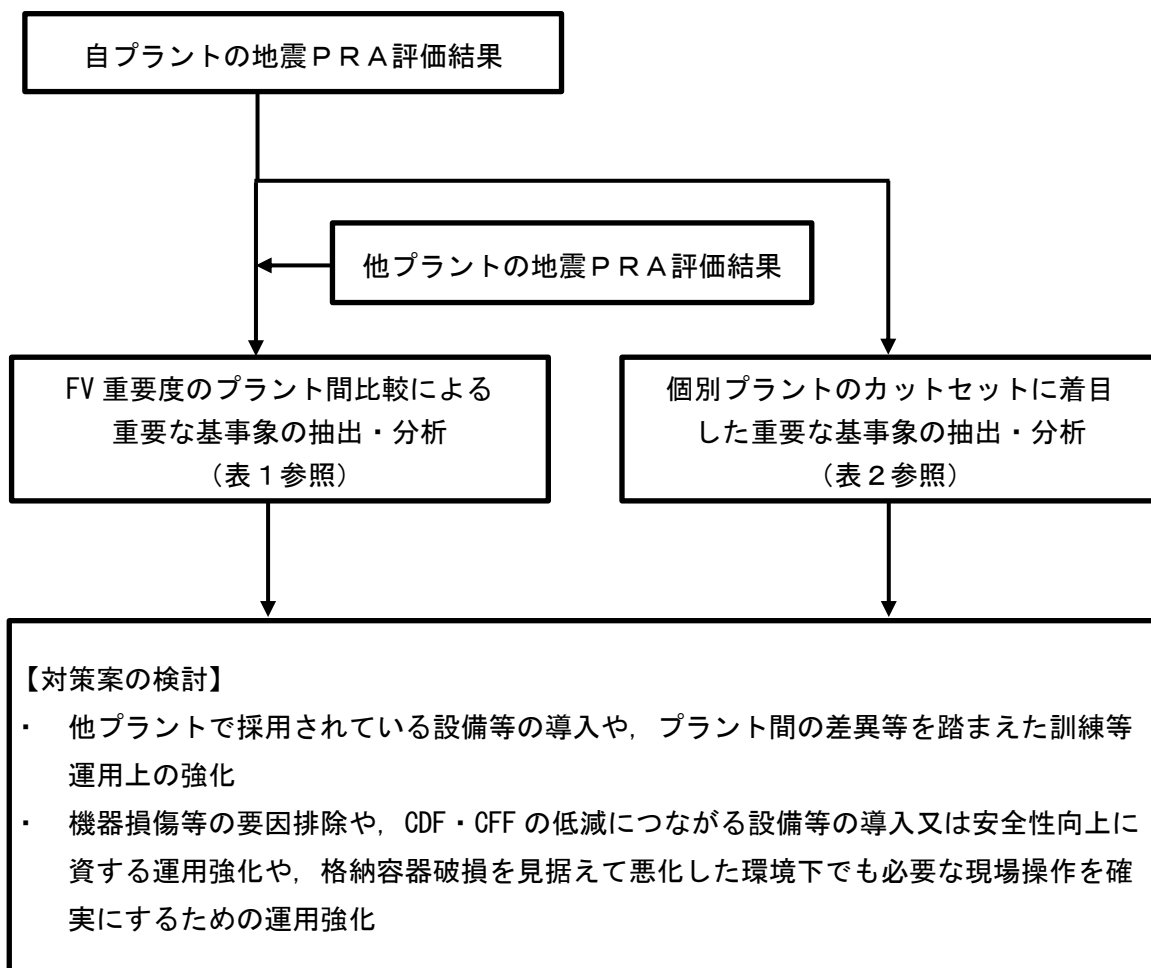 自プラントの地震ＰＲＡ評価結果
他プラントの地震ＰＲＡ評価結果
FV 重要度のプラント間比較による
重要な基事象の抽出・分析
（表１参照）
個別プラントのカットセットに着目
した重要な基事象の抽出・分析
（表２参照）
【対策案の検討】
・ 他プラントで採用されている設備等の導入や，プラント間の差異等を踏まえた訓練等
運用上の強化
・ 機器損傷等の要因排除や，CDF・CFF の低減につながる設備等の導入又は安全性向上に
資する運用強化や，格納容器破損を見据えて悪化した環境下でも必要な現場操作を確
実にするための運用強化